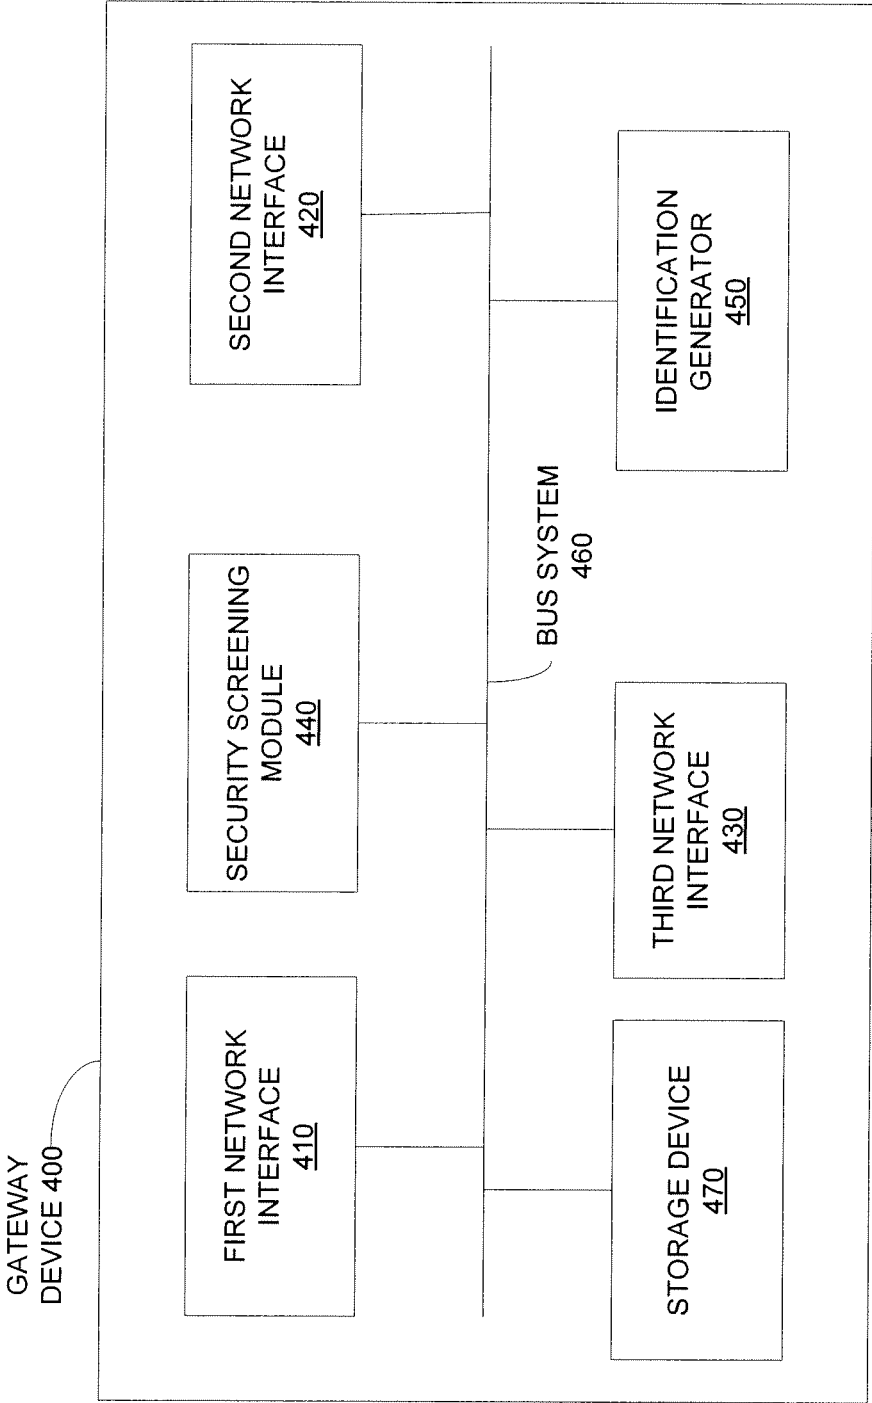 GATEWAY
DEVICE 400
FIRST NETWORK
INTERFACE
410
SECURITY SCREENING
MODULE
440
SECOND NETWORK
INTERFACE
420
BUS SYSTEM
460
STORAGE DEVICE
470
THIRD NETWORK
INTERFACE
430
IDENTIFICATION
GENERATOR
450